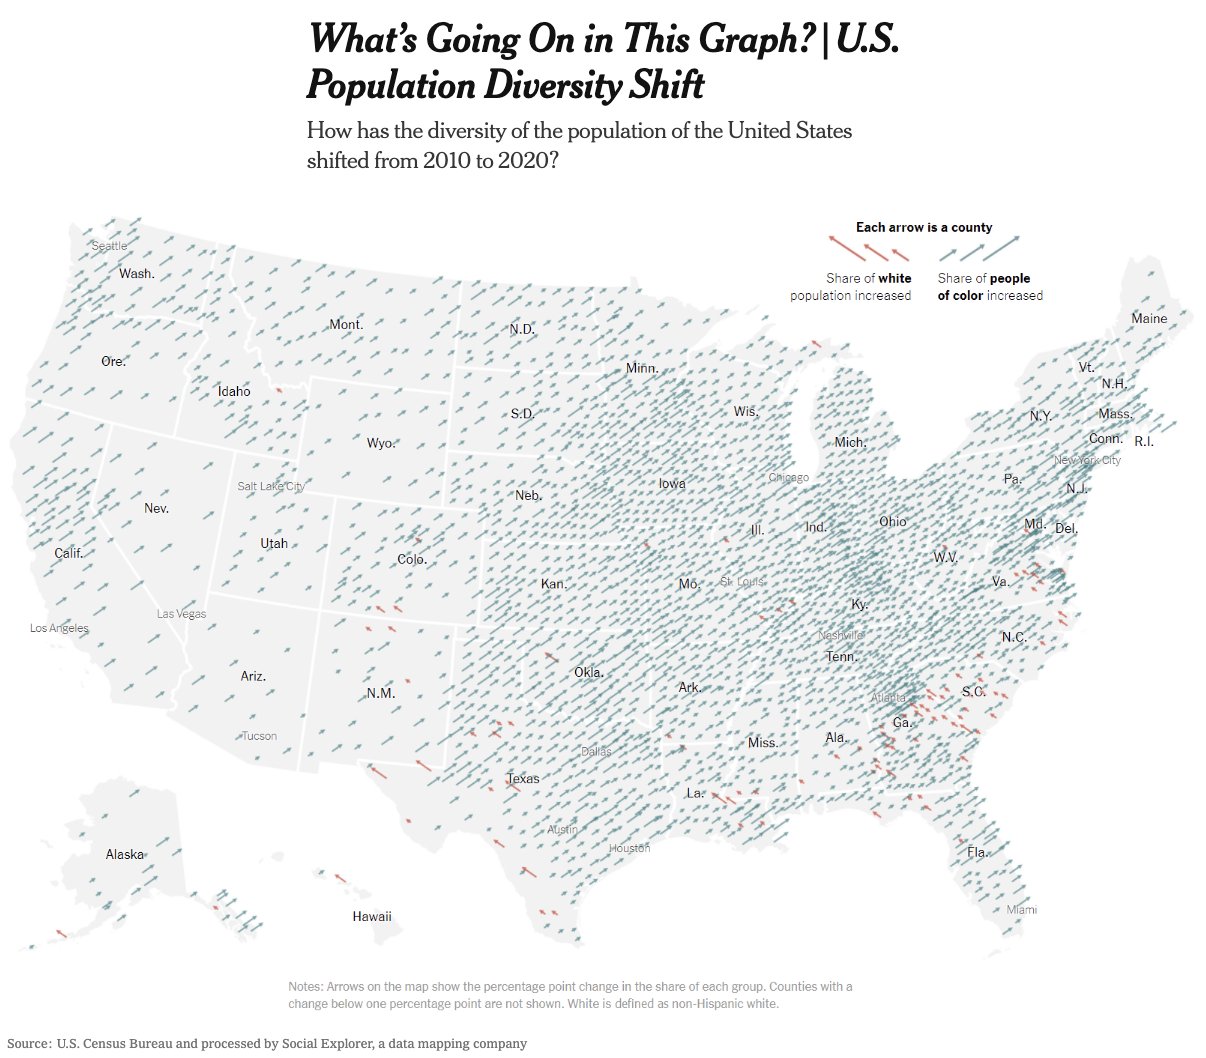 What's Going On in This Graph? | U.S.
Population Diversity Shift
How has the diversity of the population of the United States
shifted from 2010 to 2020?
Each arrow is a county
Share of white
population increased
Share of people
of color increased
Seattle
Wash.
Mont.
N.D.
Minn.
Maine
Ore.
Idaho
Vt.
N.H.
Wyo.
S.D.
Wis.
Mich.
N.Y.
Mass.
Conn.
R.I.
New York City
Salt Lake City
Nev.
Neb.
Iowa
Chicago
Pa.
N.J.
Calif.
Utah
Colo.
Ill.
Ind.
Ohio
Md.
Del.
W.V.
Las Vegas
Kan.
Mo.
St. Louis
Ky.
Va.
Los Angeles
Nashville
Tenn.
N.C.
Ariz.
N.M.
Okla.
Ark.
Atlanta
S.C.
Tucson
Dallas
Miss.
Ala.
Ga.
Texas
La.
Austin
Houston
Fla.
Miami
Alaska
Hawaii
Notes: Arrows on the map show the percentage point change in the share of each group. Counties with a
change below one percentage point are not shown. White is defined as non-Hispanic white.
Source: U.S. Census Bureau and processed by Social Explorer, a data mapping company